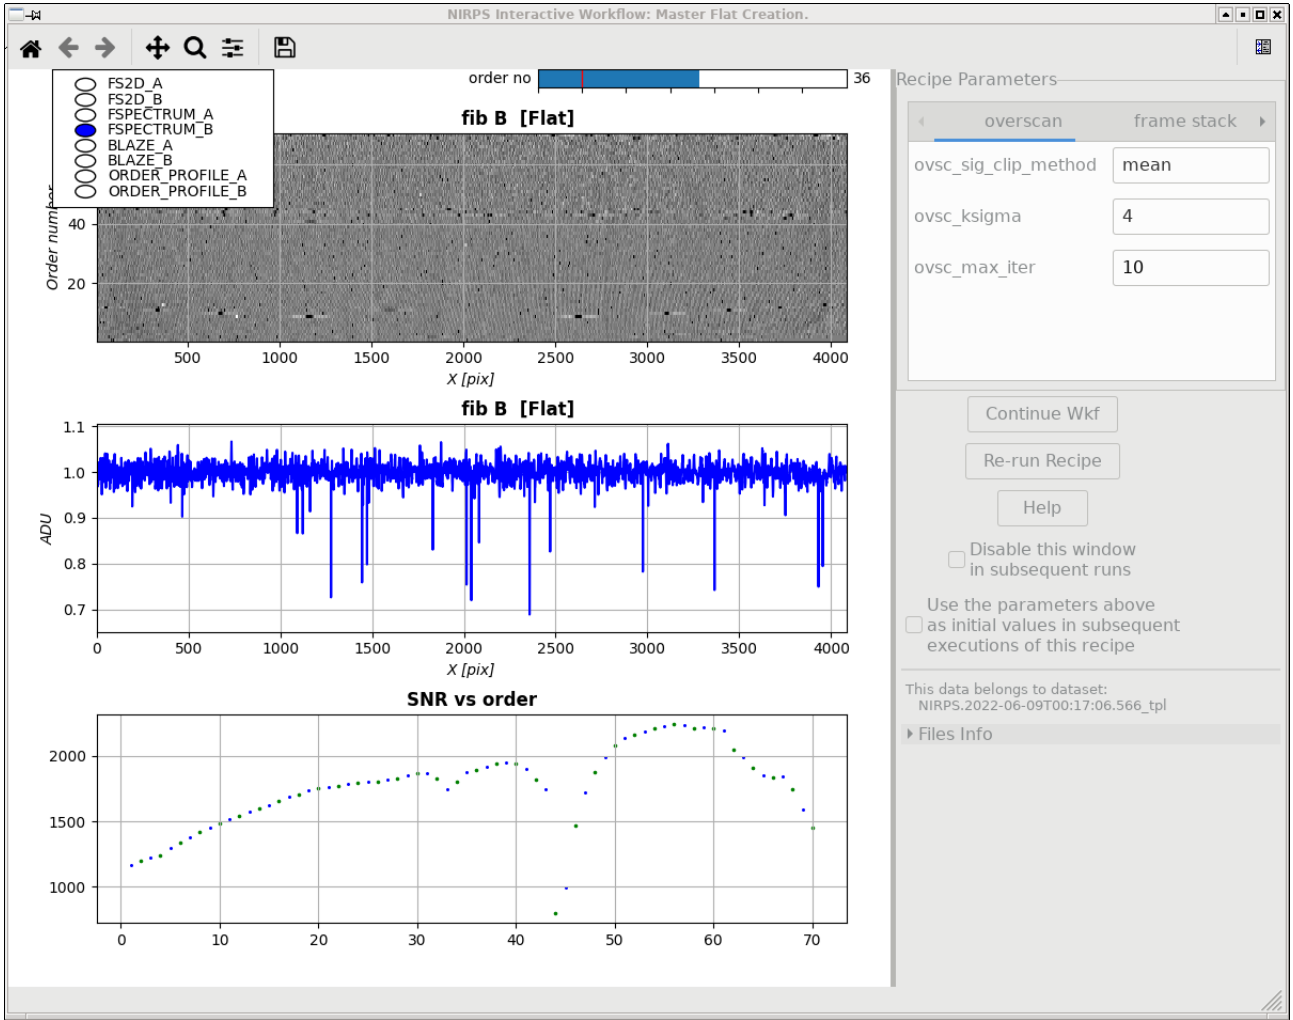 NIRPS Interactive Workflow: Master Flat Creation.
FS2D_A
FS2D_B
FSPECTRUM_A
FSPECTRUM_B
BLAZE_A
BLAZE_B
ORDER_PROFILE_A
ORDER_PROFILE_B
order no 36
fib B [Flat]
Order number
40
20
500 1000 1500 2000 2500 3000 3500 4000
X [pix]
fib B [Flat]
ADU
1.1
1.0
0.9
0.8
0.7
0 500 1000 1500 2000 2500 3000 3500 4000
X [pix]
SNR vs order
2000
1500
1000
0 10 20 30 40 50 60 70
Recipe Parameters
overscan frame stack
ovsc_sig_clip_method mean
ovsc_ksigma 4
ovsc_max_iter 10
Continue Wkf
Re-run Recipe
Help
Disable this window
in subsequent runs
Use the parameters above
as initial values in subsequent
executions of this recipe
This data belongs to dataset:
NIRPS.2022-06-09T00:17:06.566_tpl
Files Info